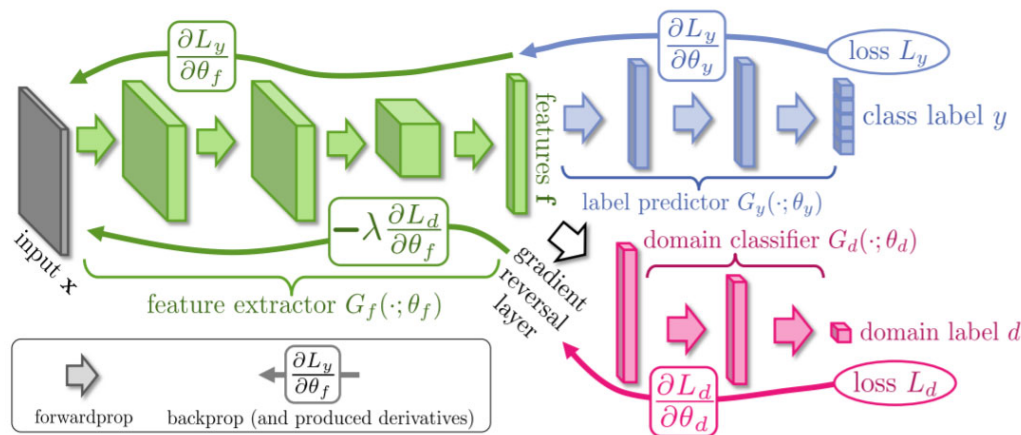 ∂L_y/∂θ_f
∂L_y/∂θ_y
loss L_y
input x
features f
class label y
label predictor G_y(·;θ_y)
−λ ∂L_d/∂θ_f
feature extractor G_f(·;θ_f)
gradient
reversal
layer
domain classifier G_d(·;θ_d)
domain label d
∂L_d/∂θ_d
loss L_d
forwardprop
∂L_y/∂θ_f
backprop (and produced derivatives)